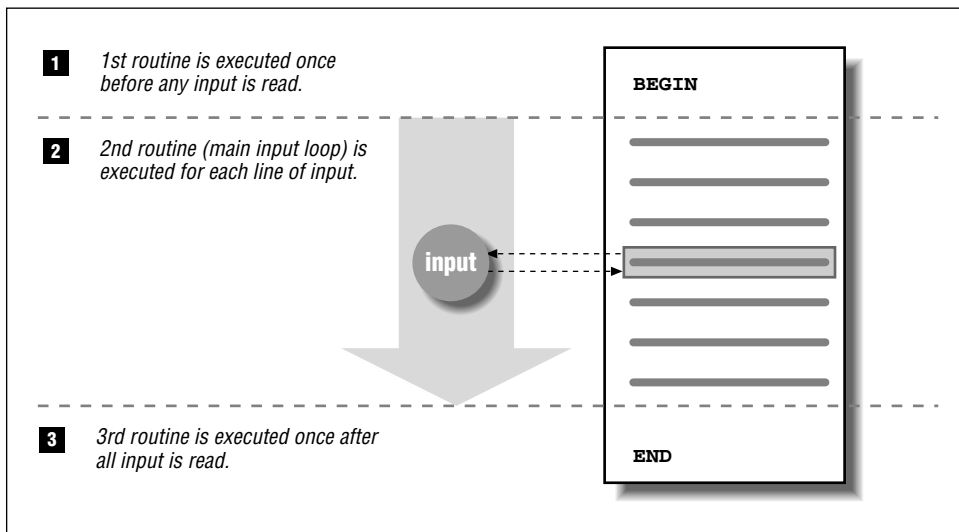 1
1st routine is executed once
before any input is read.
BEGIN
2
2nd routine (main input loop) is
executed for each line of input.
input
3
3rd routine is executed once after
all input is read.
END